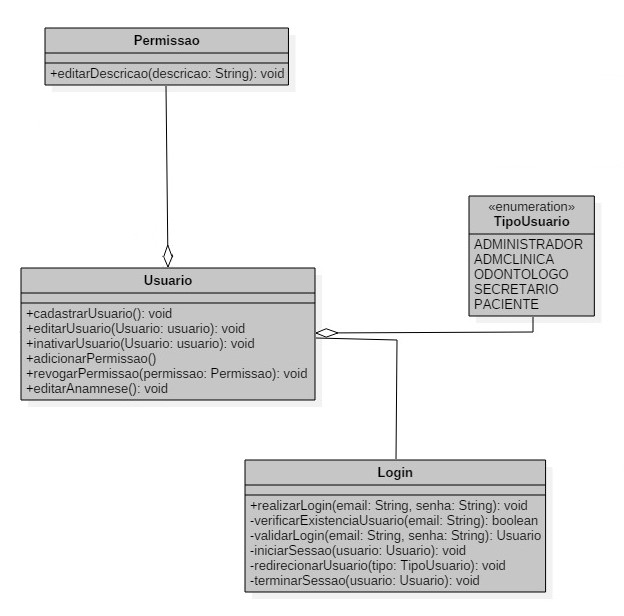 Permissao
+editarDescricao(descricao: String): void
«enumeration»
TipoUsuario
ADMINISTRADOR
ADMCLINICA
ODONTOLOGO
SECRETARIO
PACIENTE
Usuario
+cadastrarUsuario(): void
+editarUsuario(Usuario: usuario): void
+inativarUsuario(Usuario: usuario): void
+adicionarPermissao()
+revogarPermissao(permissao: Permissao): void
+editarAnamnese(): void
Login
+realizarLogin(email: String, senha: String): void
-verificarExistenciaUsuario(email: String): boolean
-validarLogin(email: String, senha: String): Usuario
-iniciarSessao(usuario: Usuario): void
-redirecionarUsuario(tipo: TipoUsuario): void
-terminarSessao(usuario: Usuario): void